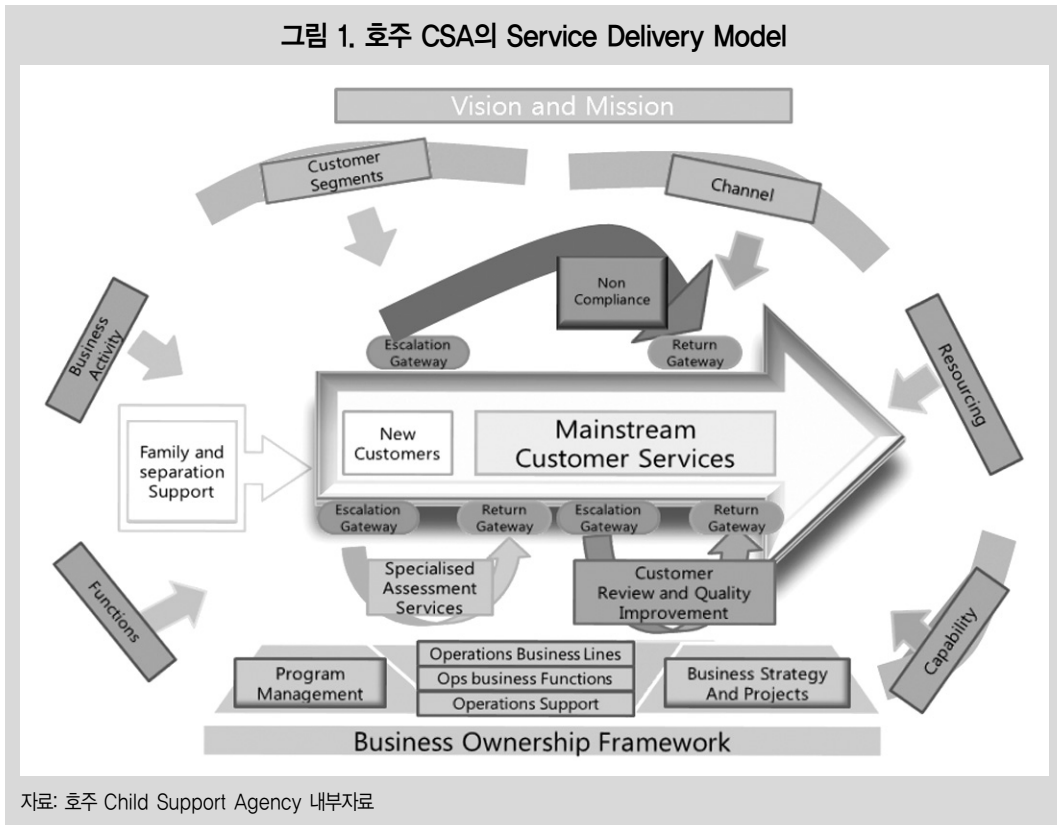 그림 1. 호주 CSA의 Service Delivery Model
Vision and Mission
Customer
Segments
Channel
Non
Compliance
Business
Activity
Escalation
Gateway
Return
Gateway
Resourcing
Family and
separation
Support
New
Customers
Mainstream
Customer Services
Escalation
Gateway
Return
Gateway
Escalation
Gateway
Return
Gateway
Functions
Specialised
Assessment
Services
Customer
Review and Quality
Improvement
Capability
Program
Management
Operations Business Lines
Ops business Functions
Operations Support
Business Strategy
And Projects
Business Ownership Framework
자료: 호주 Child Support Agency 내부자료